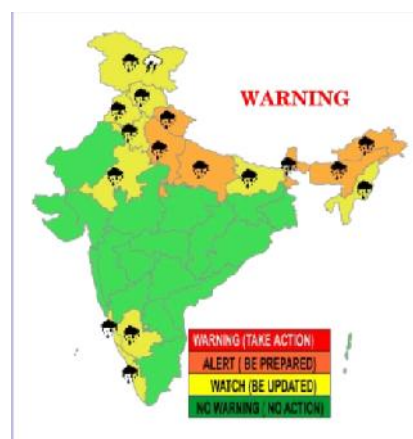 WARNING
WARNING (TAKE ACTION)
ALERT ( BE PREPARED)
WATCH (BE UPDATED)
NO WARNING ( NO ACTION)